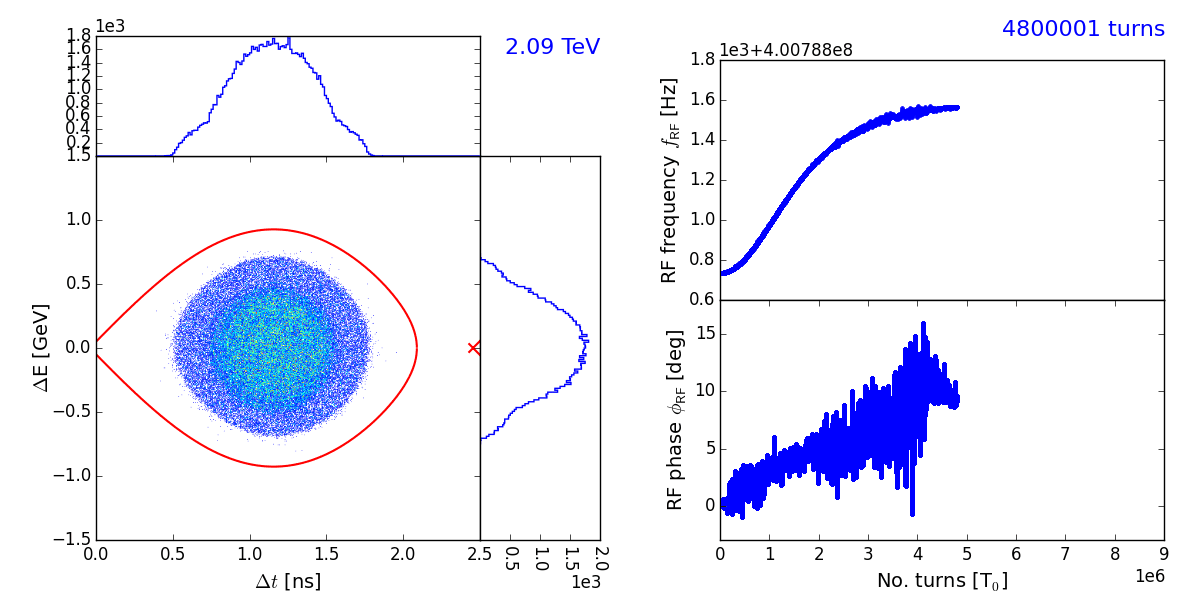 1e3
1.8
1.6
1.4
1.2
1.0
0.8
0.6
0.4
0.2
2.09 TeV
1.5
1.0
0.5
0.0
−0.5
−1.0
−1.5
ΔE [GeV]
0.0 0.5 1.0 1.5 2.0 2.5
Δt [ns]
0.5 1.0 1.5 2.0
1e3
4800001 turns
1e3+4.00788e8
1.8
1.6
1.4
1.2
1.0
0.8
0.6
RF frequency fRF [Hz]
15
10
5
0
RF phase ϕRF [deg]
0 1 2 3 4 5 6 7 8 9
No. turns [T0]
1e6